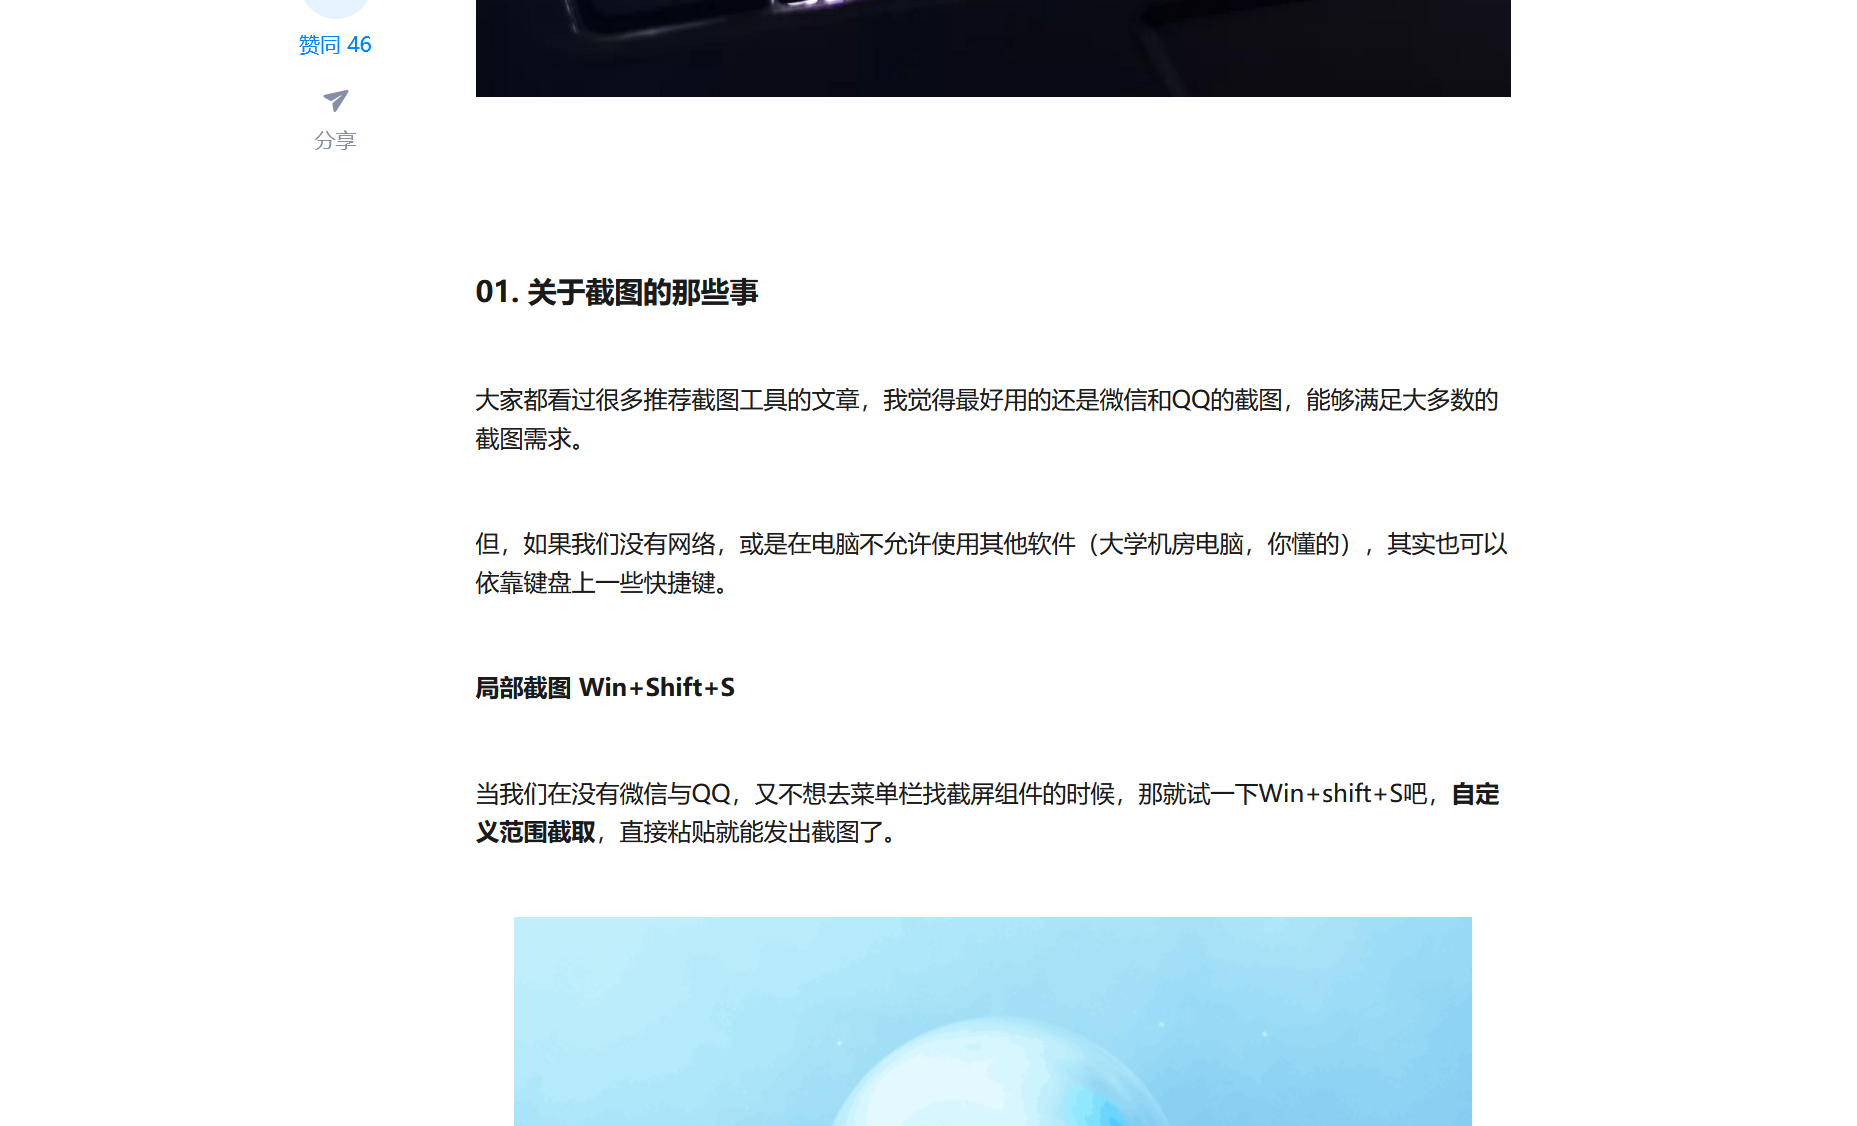 赞同 46
分享
01. 关于截图的那些事
大家都看过很多推荐截图工具的文章，我觉得最好用的还是微信和QQ的截图，能够满足大多数的
截图需求。
但，如果我们没有网络，或是在电脑不允许使用其他软件（大学机房电脑，你懂的），其实也可以
依靠键盘上一些快捷键。
局部截图 Win+Shift+S
当我们在没有微信与QQ，又不想去菜单栏找截屏组件的时候，那就试一下Win+shift+S吧，自定
义范围截取，直接粘贴就能发出截图了。